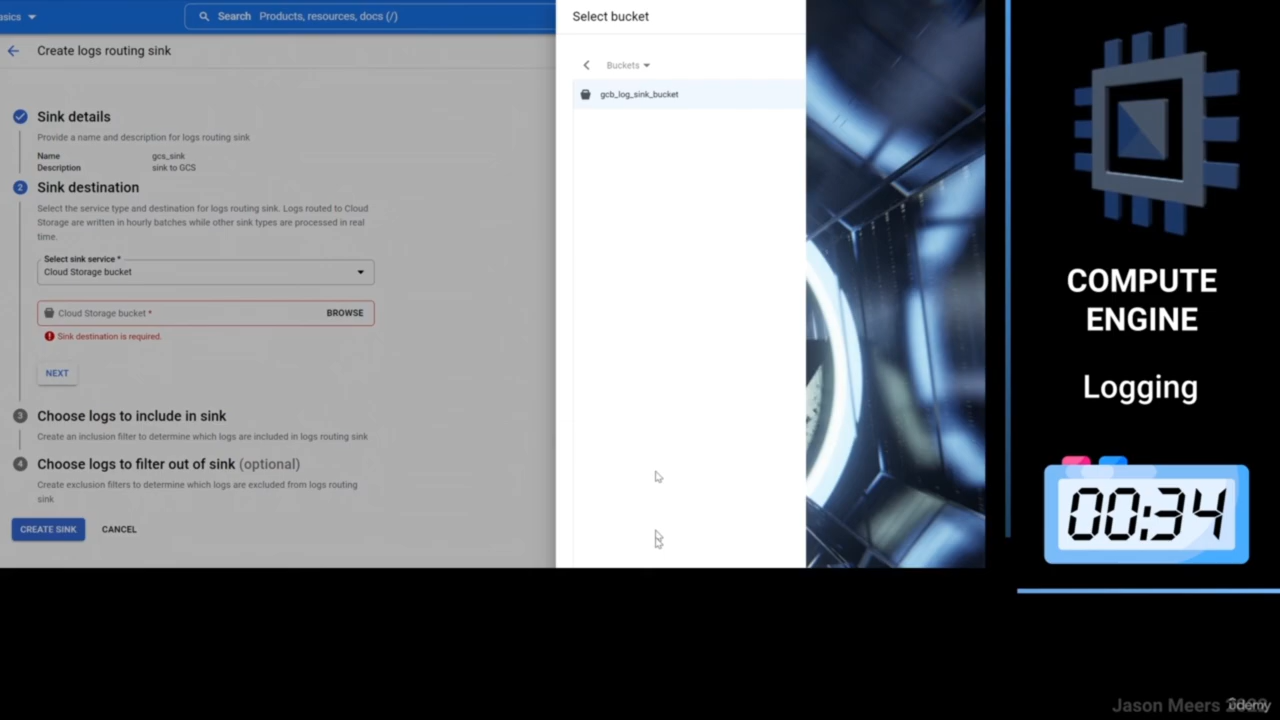 asics
Search Products, resources, docs (/)
Create logs routing sink
Sink details
Provide a name and description for logs routing sink
Name gcs_sink
Description sink to GCS
2 Sink destination
Select the service type and destination for logs routing sink. Logs routed to Cloud
Storage are written in hourly batches while other sink types are processed in real
time.
Select sink service *
Cloud Storage bucket
Cloud Storage bucket * BROWSE
Sink destination is required.
NEXT
3 Choose logs to include in sink
Create an inclusion filter to determine which logs are included in logs routing sink
4 Choose logs to filter out of sink (optional)
Create exclusion filters to determine which logs are excluded from logs routing
sink
CREATE SINK CANCEL
Select bucket
Buckets
gcb_log_sink_bucket
COMPUTE
ENGINE
Logging
00:34
Jason Meers
ûdemy